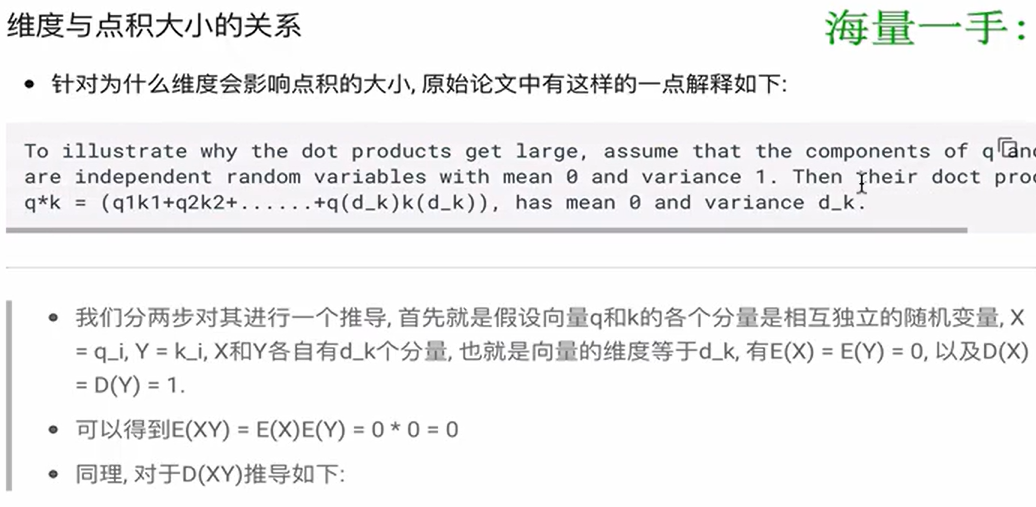 维度与点积大小的关系
海量一手:
• 针对为什么维度会影响点积的大小, 原始论文中有这样的一点解释如下:
To illustrate why the dot products get large, assume that the components of q
are independent random variables with mean 0 and variance 1. Then their doct
q*k = (q1k1+q2k2+......+q(d_k)k(d_k)), has mean 0 and variance d_k.
• 我们分两步对其进行一个推导, 首先就是假设向量q和k的各个分量是相互独立的随机变量, X
= q_i, Y = k_i, X和Y各自有d_k个分量, 也就是向量的维度等于d_k, 有E(X) = E(Y) = 0, 以及D(X)
= D(Y) = 1.
• 可以得到E(XY) = E(X)E(Y) = 0 * 0 = 0
• 同理, 对于D(XY)推导如下: